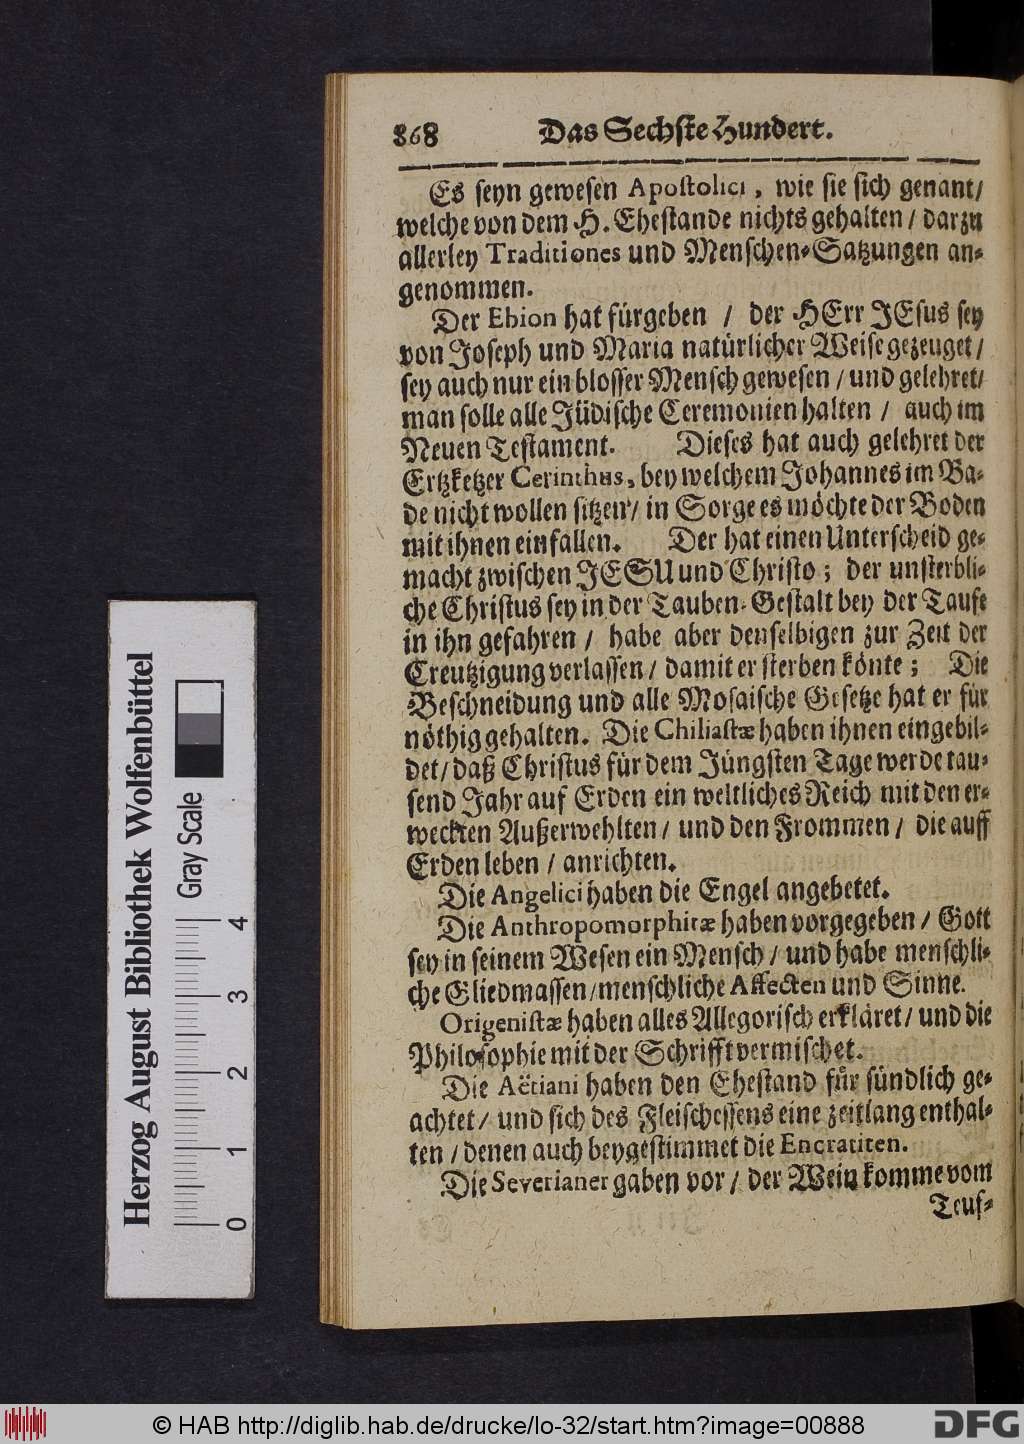 868 Das Sechste Hundert.
Es seyn gewesen Apostolici, wie sie sich genant/
welche von dem H. Ehestande nichts gehalten / darzu
allerley Traditiones und Menschen-Satzungen an-
genommen.
Der Ebion hat fürgeben / der HErr JEsus sey
von Joseph und Maria natürlicher Weise gezeuget/
sey auch nur ein blosser Mensch gewesen / und gelehret/
man solle alle Jüdische Ceremonien halten / auch im
Neuen Testament. Dieses hat auch gelehret der
Ertzketzer Cerinthus, bey welchem Johannes im Ba-
de nicht wollen sitzen / in Sorge es möchte der Boden
mit ihnen einfallen. Der hat einen Unterscheid ge-
macht zwischen JESU und Christo; der unsterbli-
che Christus sey in der Tauben-Gestalt bey der Taufe
in ihn gefahren / habe aber denselbigen zur Zeit der
Creutzigung verlassen / damit er sterben könte; Die
Beschneidung und alle Mosaische Gesetze hat er für
nöthig gehalten. Die Chiliastæ haben ihnen eingebil-
det / daß Christus für dem Jüngsten Tage werde tau-
send Jahr auf Erden ein weltliches Reich mit den er-
weckten Außerwehlten / und den Frommen / die auff
Erden leben / anrichten.
Die Angelici haben die Engel angebetet.
Die Anthropomorphitæ haben vorgegeben / Gott
sey in seinem Wesen ein Mensch / und habe menschli-
che Gliedmassen / menschliche Affecten und Sinne.
Origenistæ haben alles Allegorisch erkläret / und die
Philosophie mit der Schrifft vermischet.
Die Aëtiani haben den Ehestand für sündlich ge-
achtet / und sich des Fleischessens eine zeitlang enthal-
ten / denen auch beygestimmet die Encratiten.
Die Severianer gaben vor / der Wein komme vom
Teuf-
Herzog August Bibliothek Wolfenbüttel
Gray Scale
0 1 2 3 4
© HAB http://diglib.hab.de/drucke/lo-32/start.htm?image=00888
DFG